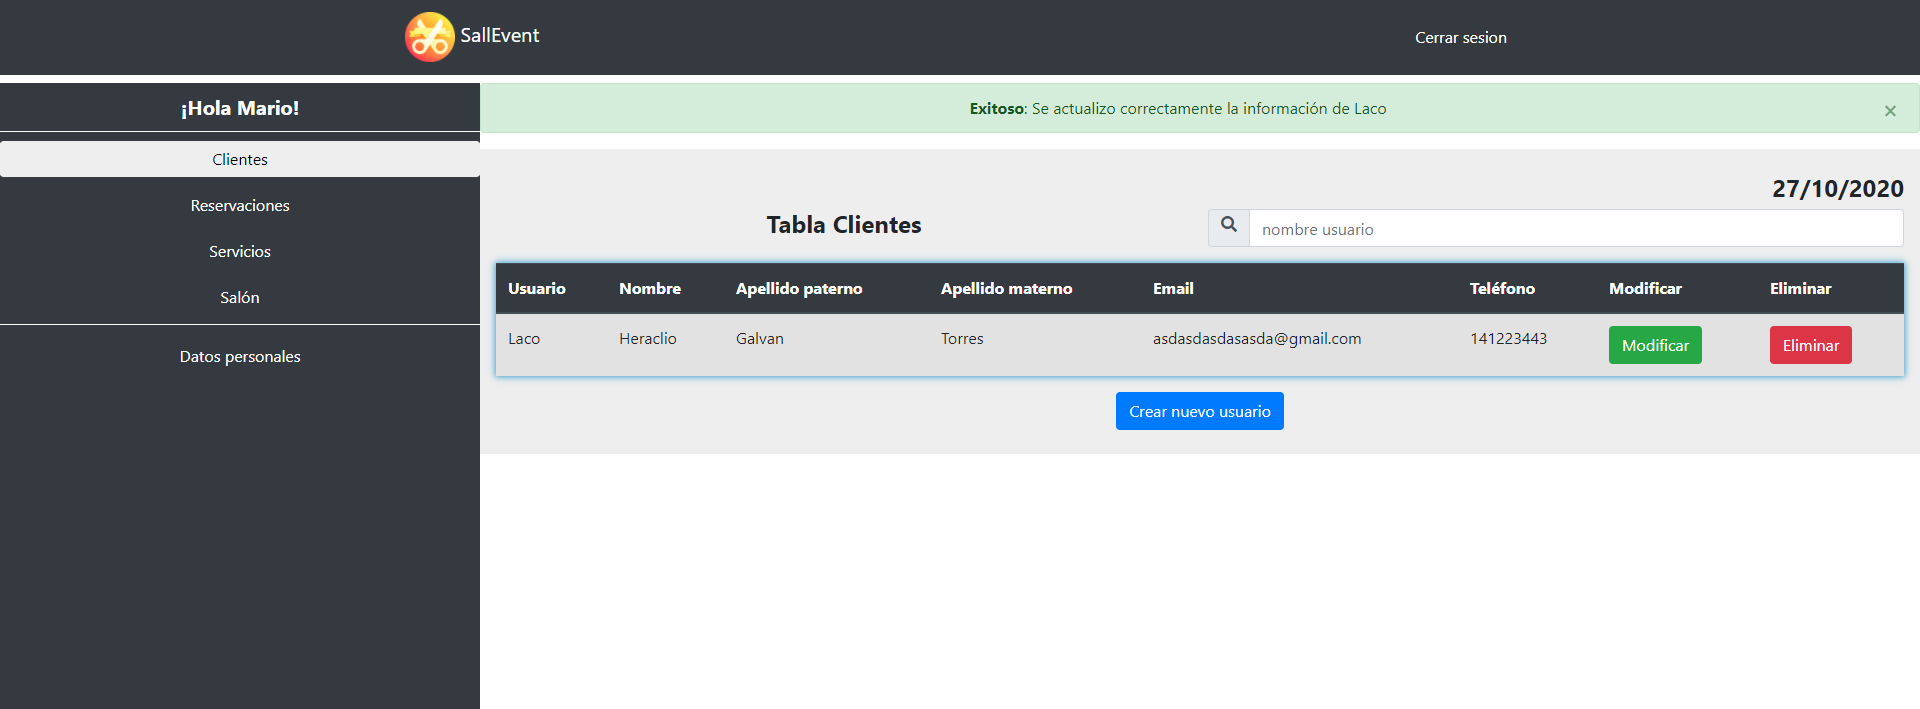 SallEvent
Cerrar sesion
¡Hola Mario!
Clientes
Reservaciones
Servicios
Salón
Datos personales
Exitoso: Se actualizo correctamente la información de Laco ×
27/10/2020
Tabla Clientes
nombre usuario
Usuario Nombre Apellido paterno Apellido materno Email Teléfono Modificar Eliminar
Laco Heraclio Galvan Torres asdasdasdasasda@gmail.com 141223443 Modificar Eliminar
Crear nuevo usuario